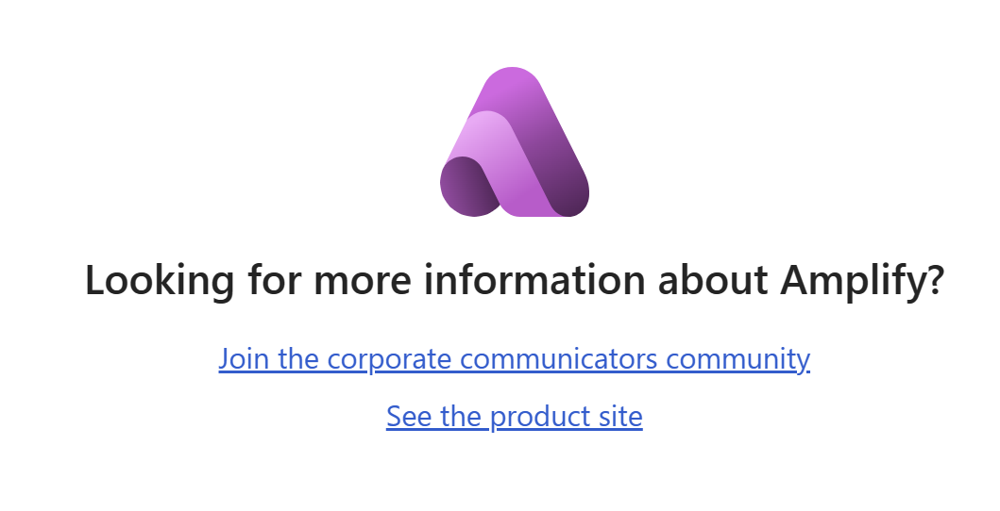 Looking for more information about Amplify?
Join the corporate communicators community
See the product site